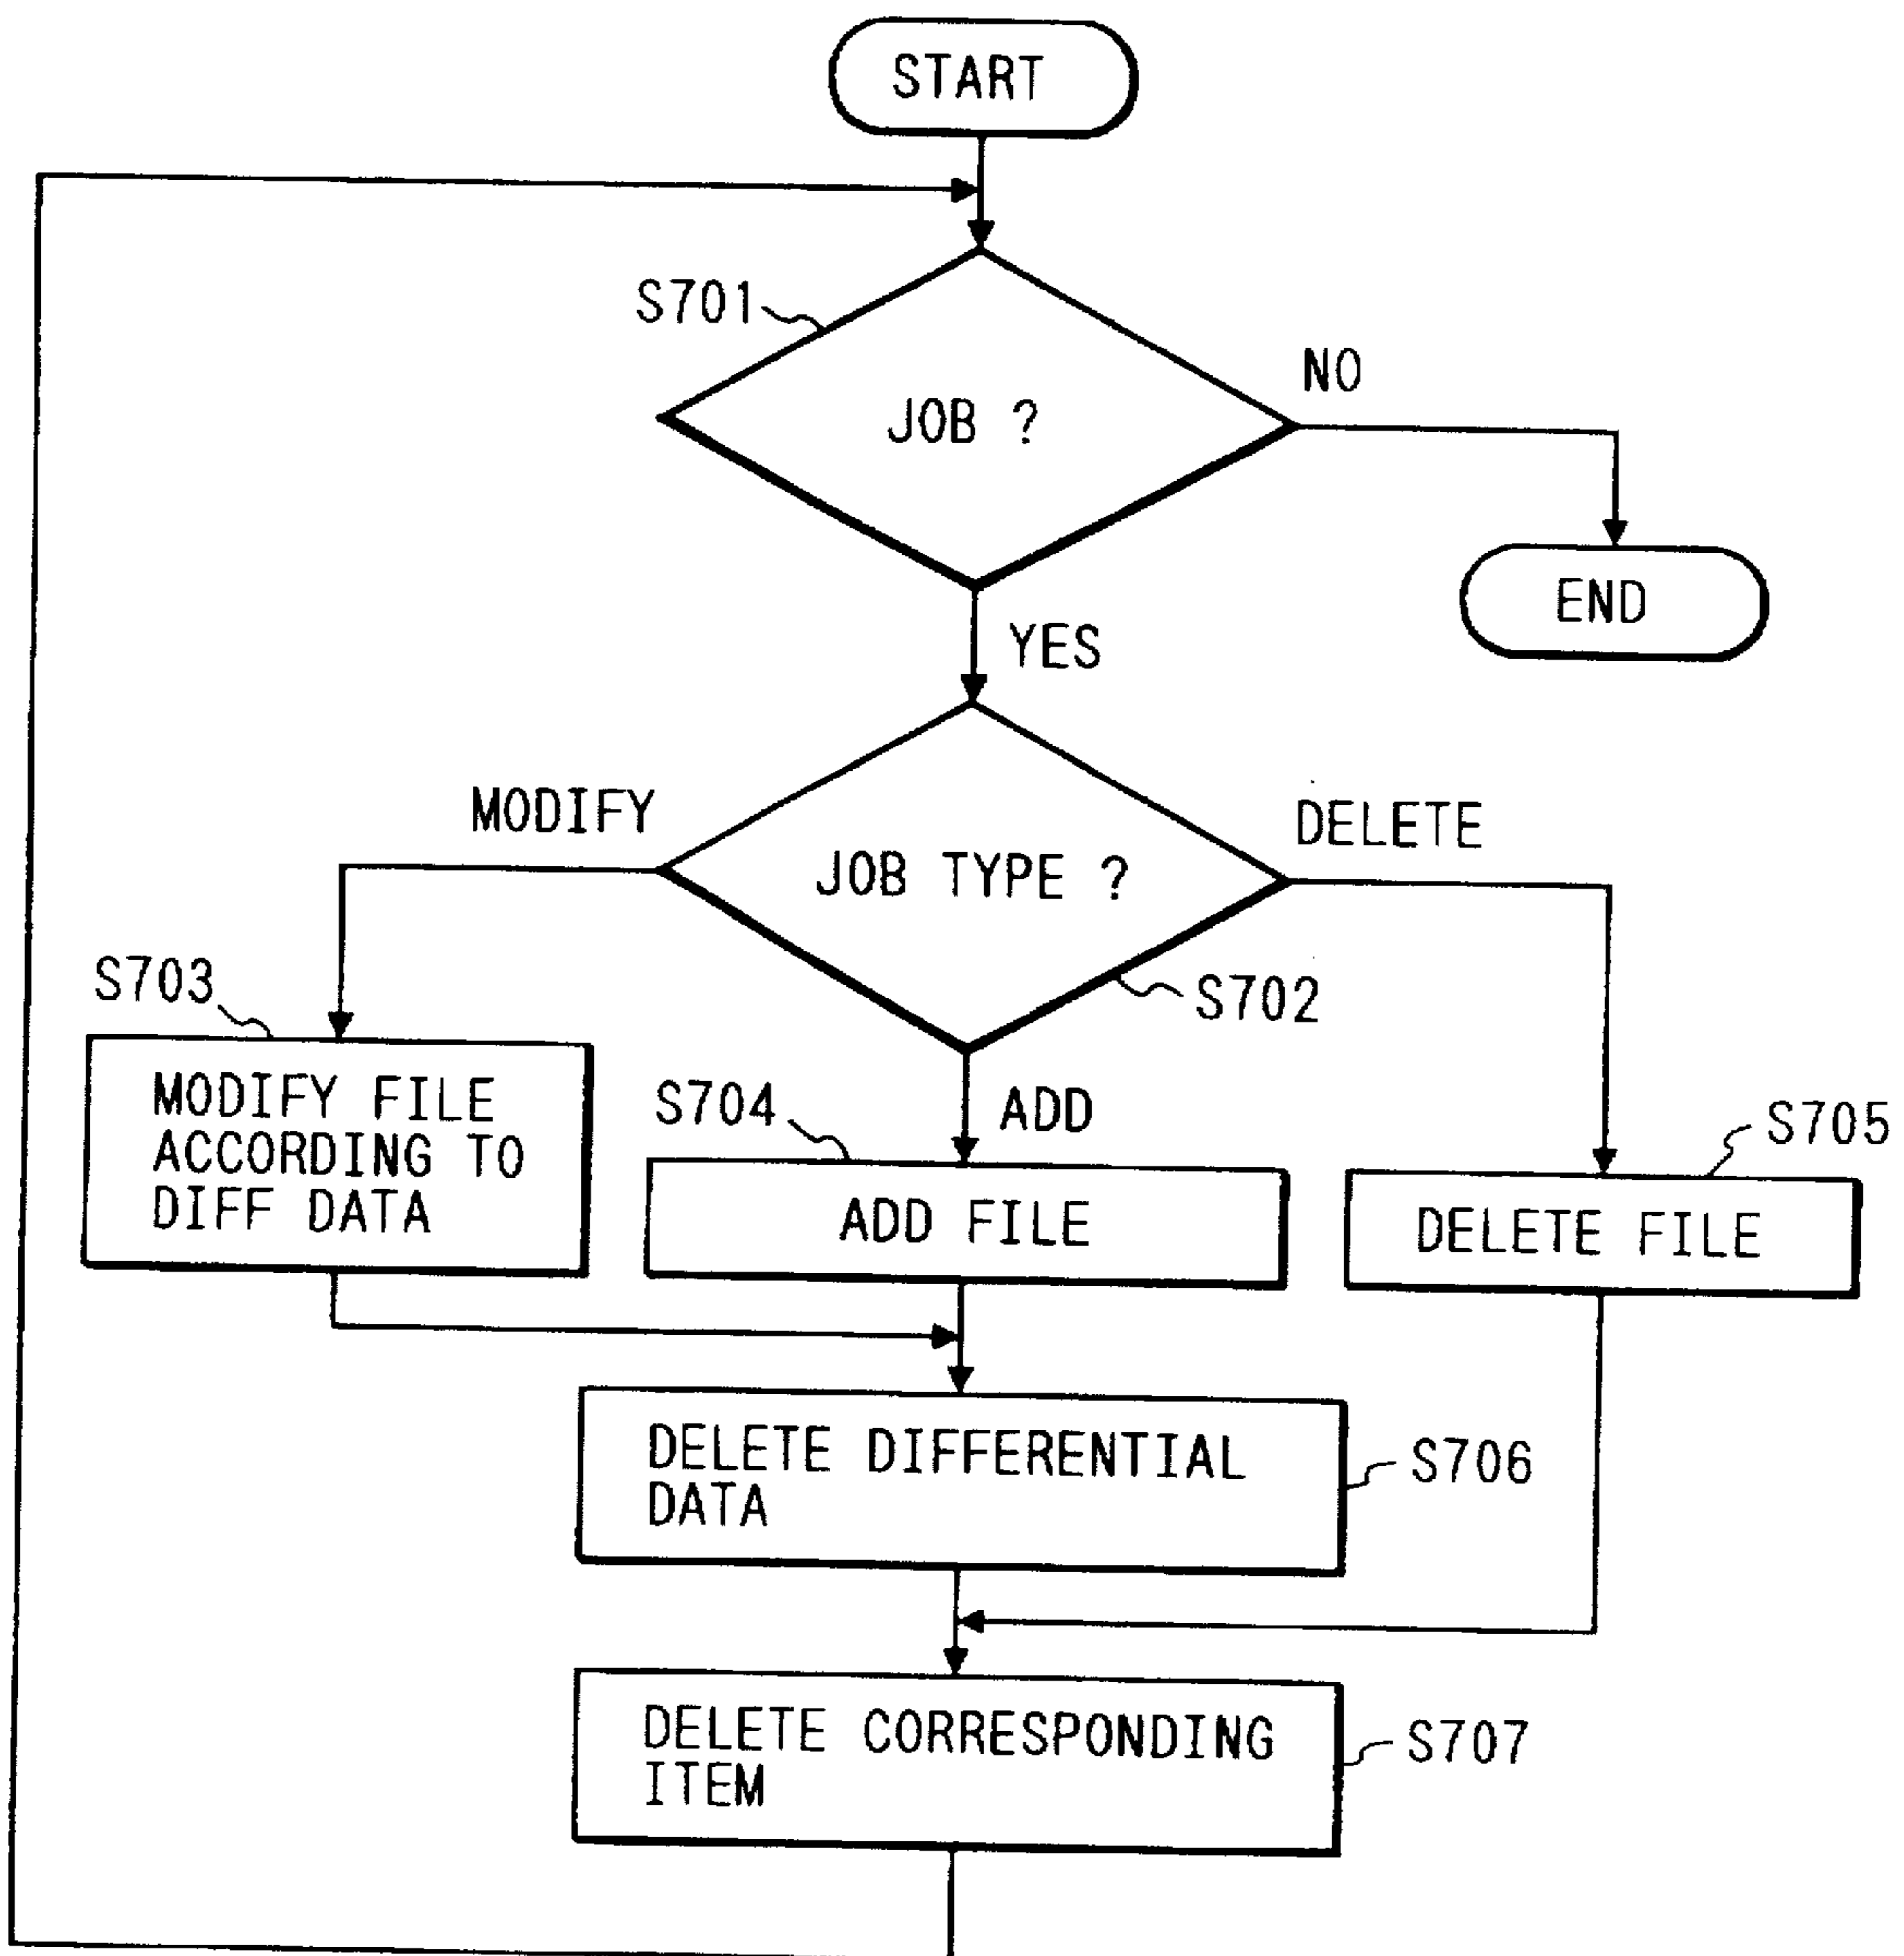 START
S701
JOB ?
NO
END
YES
MODIFY
JOB TYPE ?
DELETE
S702
S703
MODIFY FILE
ACCORDING TO
DIFF DATA
S704
ADD
ADD FILE
S705
DELETE FILE
DELETE DIFFERENTIAL
DATA
S706
DELETE CORRESPONDING
ITEM
S707